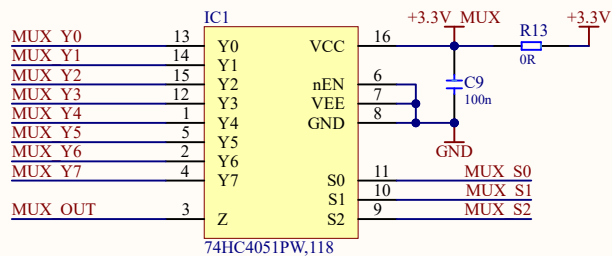 IC1
+3.3V_MUX
+3.3V
R13
0R
MUX_Y0 13 Y0 VCC 16
MUX_Y1 14 Y1
MUX_Y2 15 Y2 nEN 6
MUX_Y3 12 Y3 VEE 7
MUX_Y4 1 Y4 GND 8
MUX_Y5 5 Y5
MUX_Y6 2 Y6
MUX_Y7 4 Y7 S0 11 MUX_S0
S1 10 MUX_S1
MUX_OUT 3 Z S2 9 MUX_S2
C9
100n
GND
74HC4051PW,118